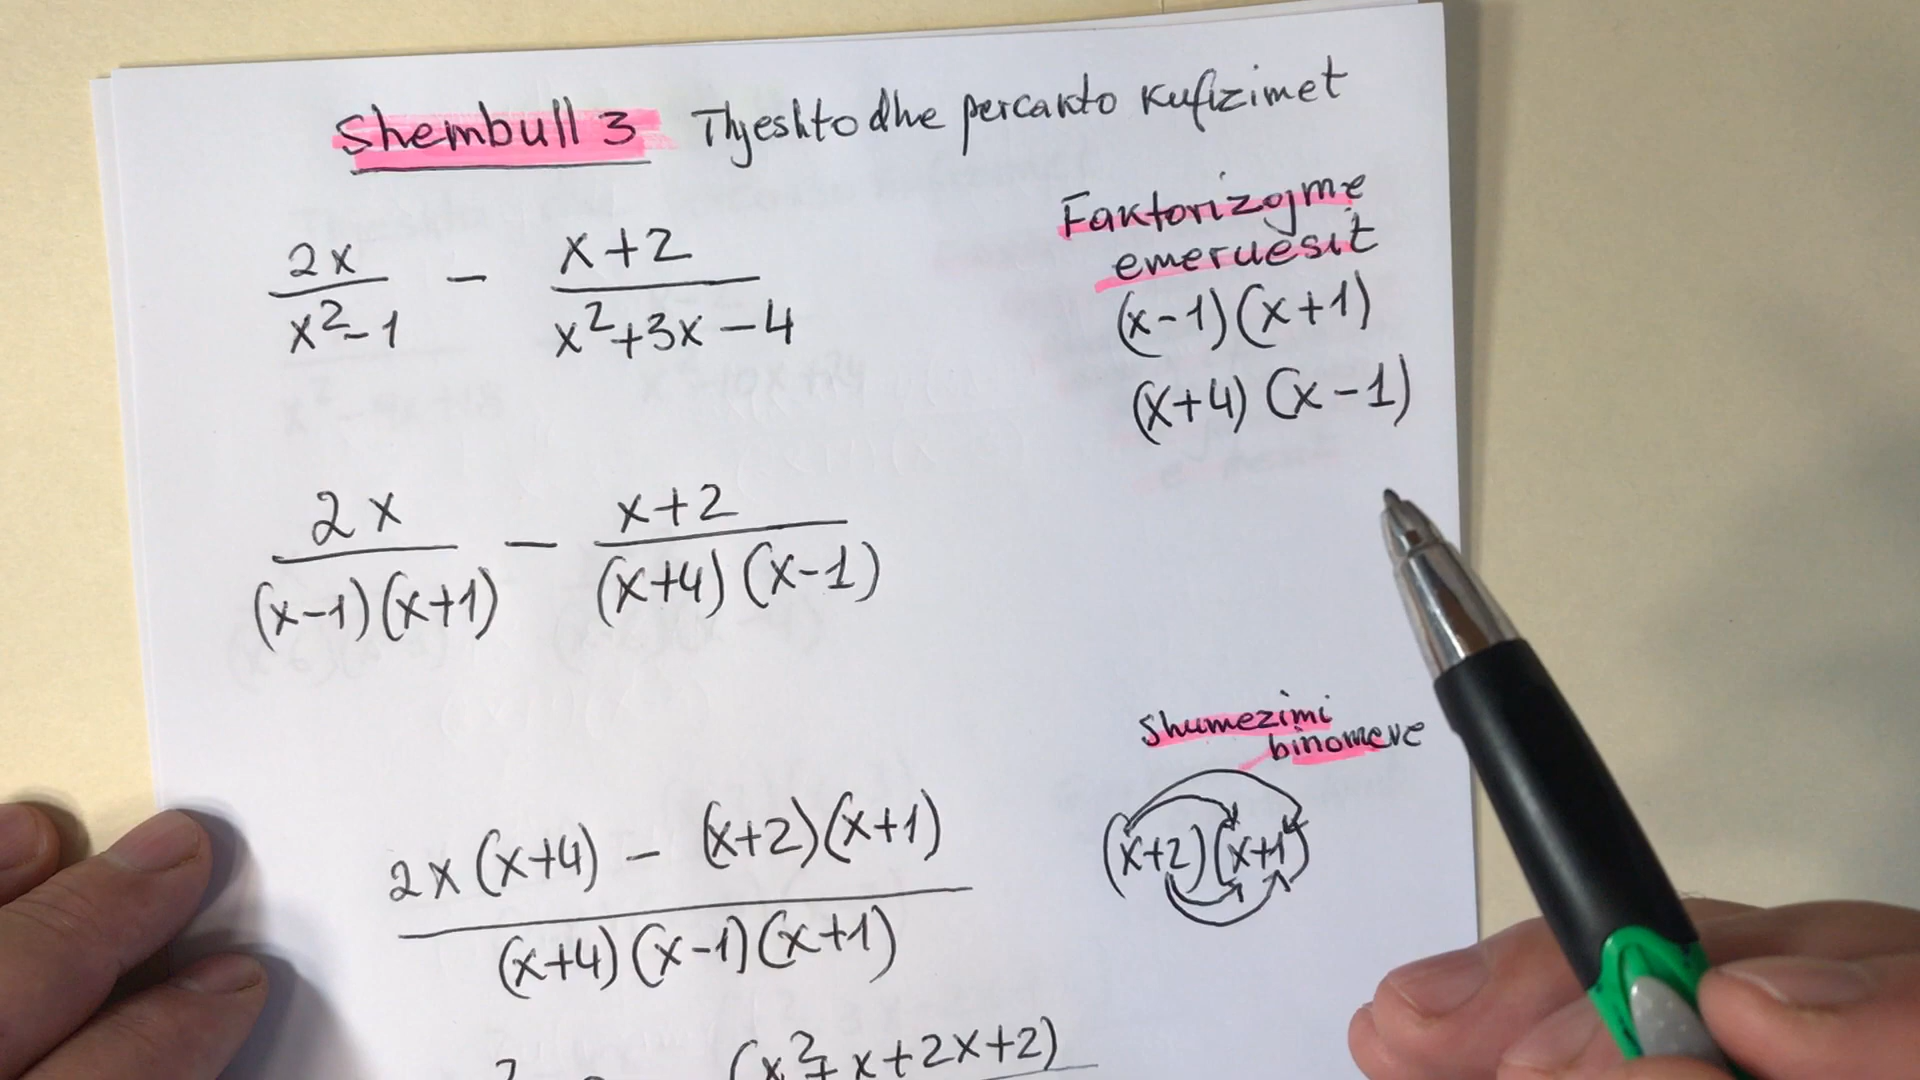 Shembull 3 Thjeshto dhe percakto kufizimet
Faktorizojme
emeruesit
2x / x²-1 - x+2 / x²+3x-4
(x-1)(x+1)
(x+4)(x-1)
2x / (x-1)(x+1) - x+2 / (x+4)(x-1)
Shumezimi
binomeve
2x(x+4) - (x+2)(x+1)
(x+4)(x-1)(x+1)
(x+2)(x+1)
(x²+x+2x+2)